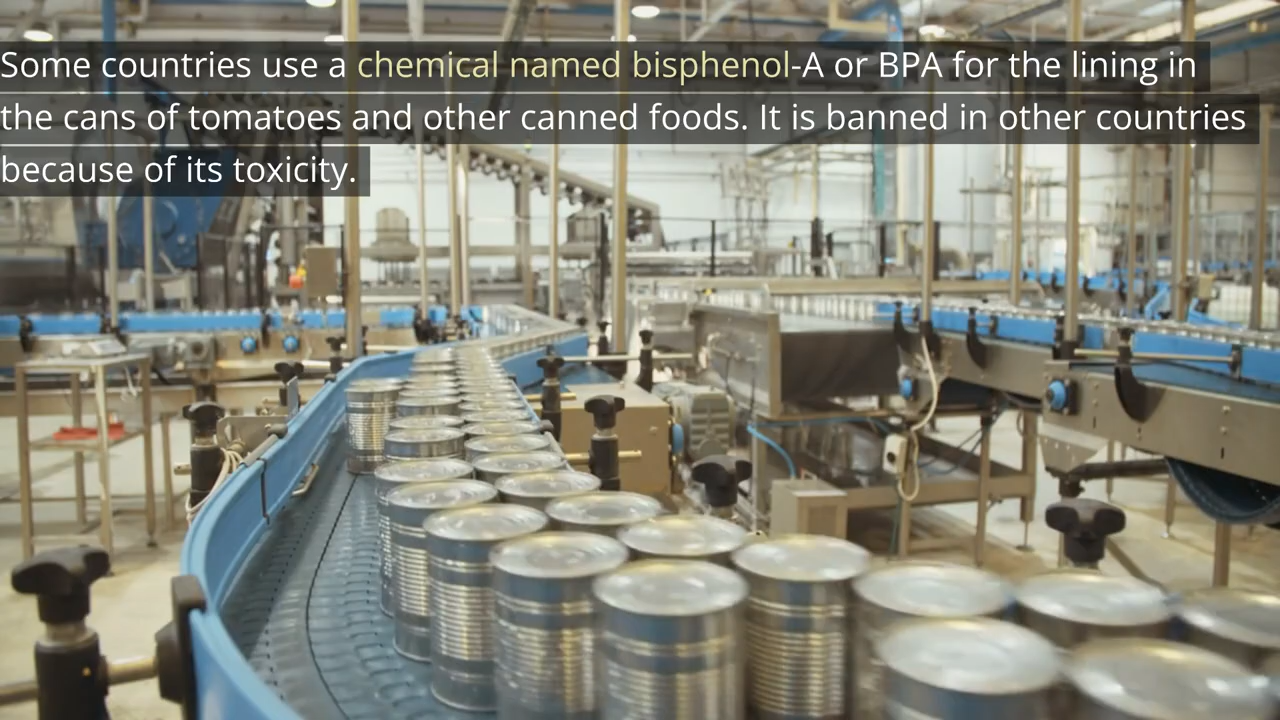 Some countries use a chemical named bisphenol-A or BPA for the lining in
the cans of tomatoes and other canned foods. It is banned in other countries
because of its toxicity.